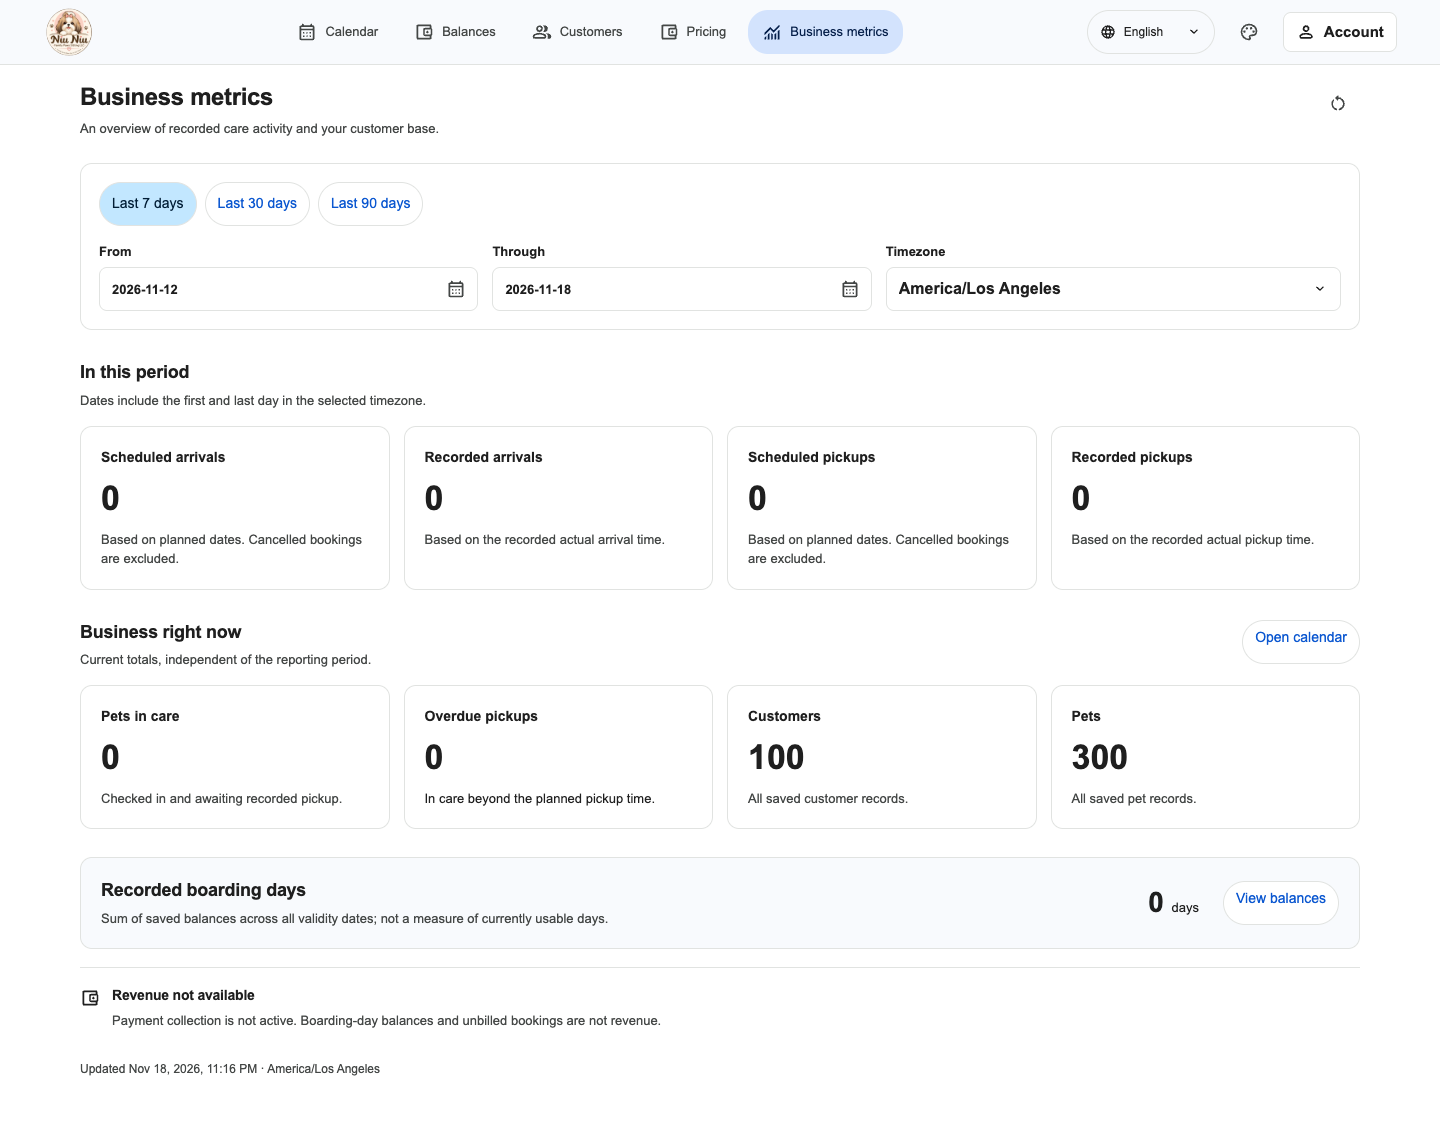 Niu Niu
Calendar
Balances
Customers
Pricing
Business metrics
English
Account
Business metrics
An overview of recorded care activity and your customer base.
Last 7 days
Last 30 days
Last 90 days
From
Through
Timezone
2026-11-12
2026-11-18
America/Los Angeles
In this period
Dates include the first and last day in the selected timezone.
Scheduled arrivals
0
Based on planned dates. Cancelled bookings
are excluded.
Recorded arrivals
0
Based on the recorded actual arrival time.
Scheduled pickups
0
Based on planned dates. Cancelled bookings
are excluded.
Recorded pickups
0
Based on the recorded actual pickup time.
Business right now
Current totals, independent of the reporting period.
Open calendar
Pets in care
0
Checked in and awaiting recorded pickup.
Overdue pickups
0
In care beyond the planned pickup time.
Customers
100
All saved customer records.
Pets
300
All saved pet records.
Recorded boarding days
Sum of saved balances across all validity dates; not a measure of currently usable days.
0 days
View balances
Revenue not available
Payment collection is not active. Boarding-day balances and unbilled bookings are not revenue.
Updated Nov 18, 2026, 11:16 PM · America/Los Angeles